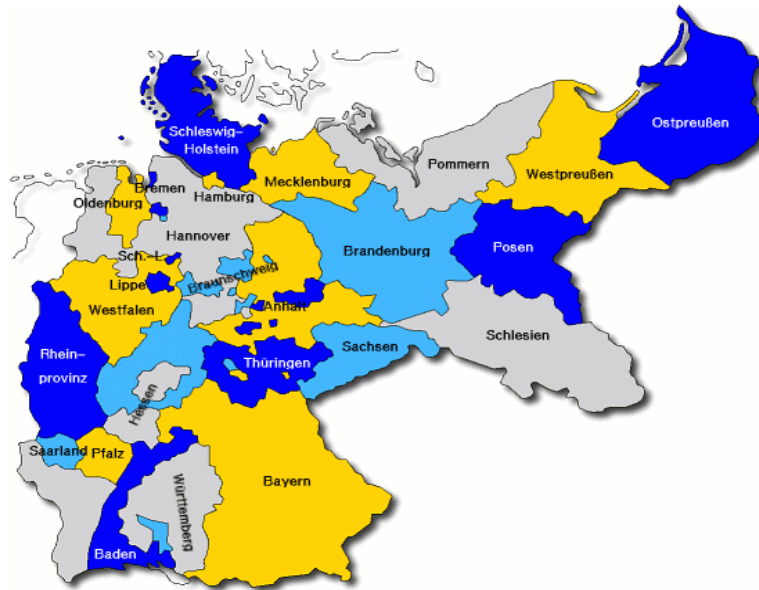 Ostpreußen
Schleswig-
Holstein
Pommern
Westpreußen
Mecklenburg
Bremen
Hamburg
Oldenburg
Hannover
Brandenburg
Posen
Sch.-L.
Braunschweig
Lippe
Westfalen
Anhalt
Schlesien
Sachsen
Rhein-
provinz
Thüringen
Hessen
Saarland
Pfalz
Bayern
Württemberg
Baden